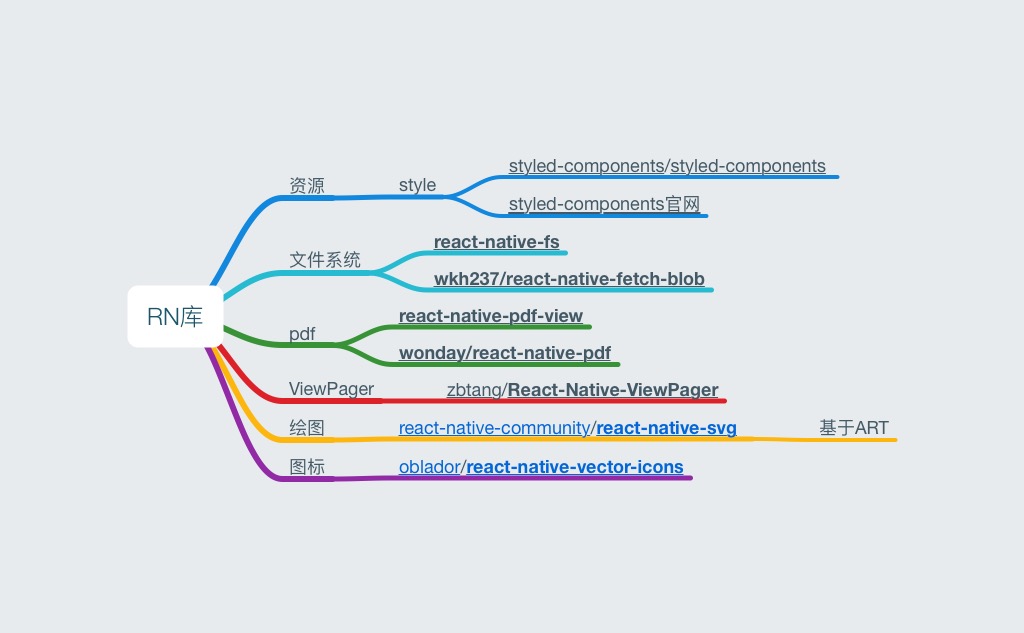 RN库
资源
style
styled-components/styled-components
styled-components官网
文件系统
react-native-fs
wkh237/react-native-fetch-blob
pdf
react-native-pdf-view
wonday/react-native-pdf
ViewPager
zbtang/React-Native-ViewPager
绘图
react-native-community/react-native-svg
基于ART
图标
oblador/react-native-vector-icons